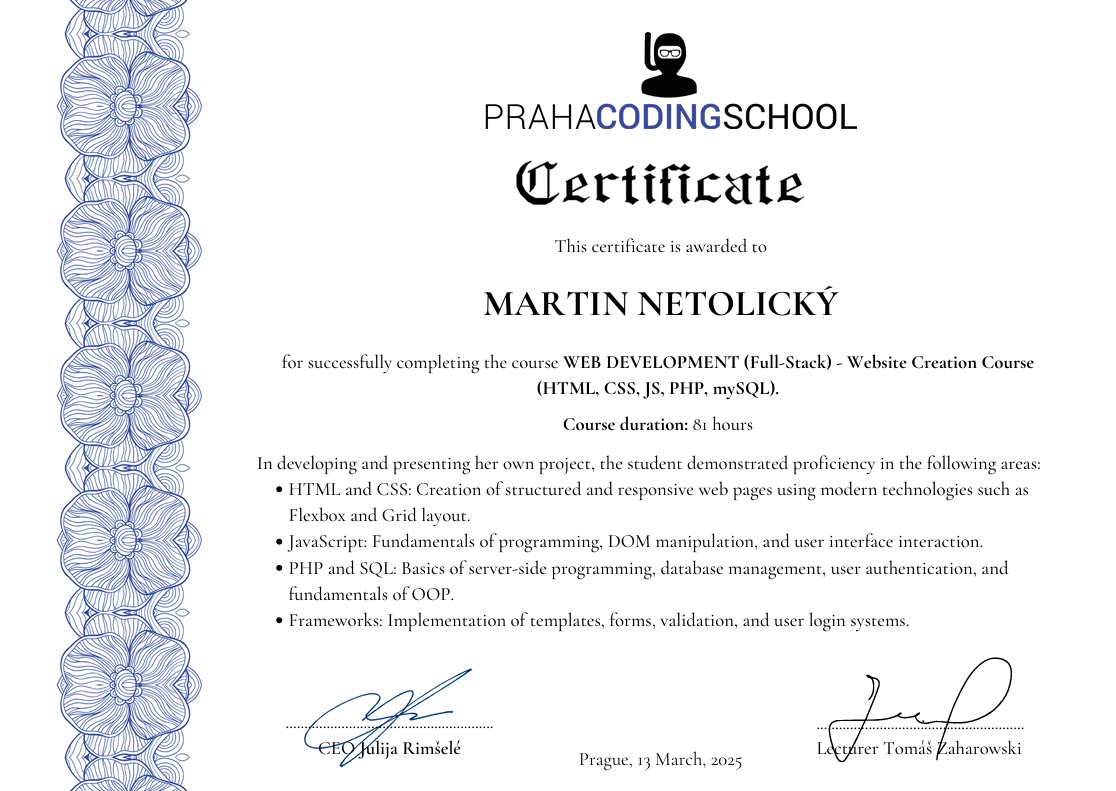 PRAHACODINGSCHOOL
Certificate
This certificate is awarded to
MARTIN NETOLICKÝ
for successfully completing the course WEB DEVELOPMENT (Full-Stack) - Website Creation Course
(HTML, CSS, JS, PHP, mySQL).
Course duration: 81 hours
In developing and presenting her own project, the student demonstrated proficiency in the following areas:
• HTML and CSS: Creation of structured and responsive web pages using modern technologies such as
Flexbox and Grid layout.
• JavaScript: Fundamentals of programming, DOM manipulation, and user interface interaction.
• PHP and SQL: Basics of server-side programming, database management, user authentication, and
fundamentals of OOP.
• Frameworks: Implementation of templates, forms, validation, and user login systems.
CEO Julija Rimšelé
Prague, 13 March, 2025
Lecturer Tomáš Zaharowski